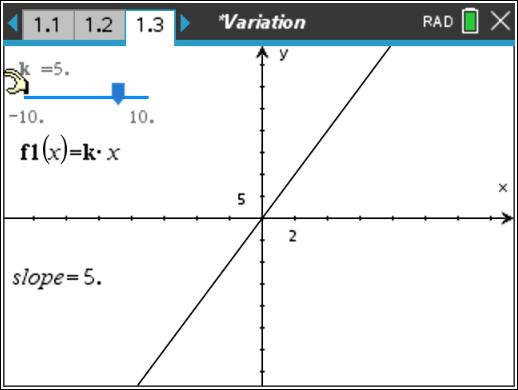 1.1 1.2 1.3 *Variation RAD
y
k =5.
-10. 10.
f1(x)=k· x
x
5
2
slope=5.